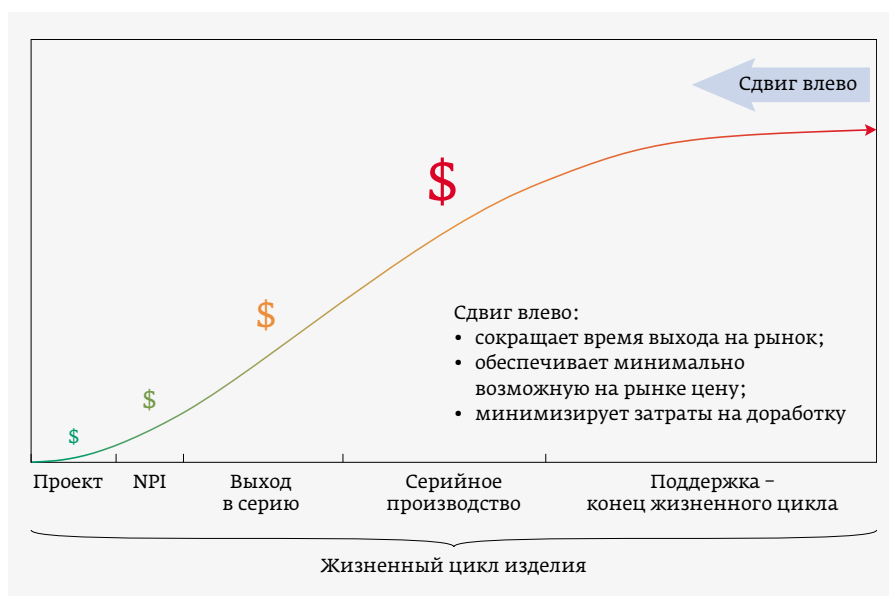 Сдвиг влево
$
$
$
$
Сдвиг влево:
• сокращает время выхода на рынок;
• обеспечивает минимально
возможную на рынке цену;
• минимизирует затраты на доработку
Проект
NPI
Выход
в серию
Серийное
производство
Поддержка –
конец жизненного цикла
Жизненный цикл изделия